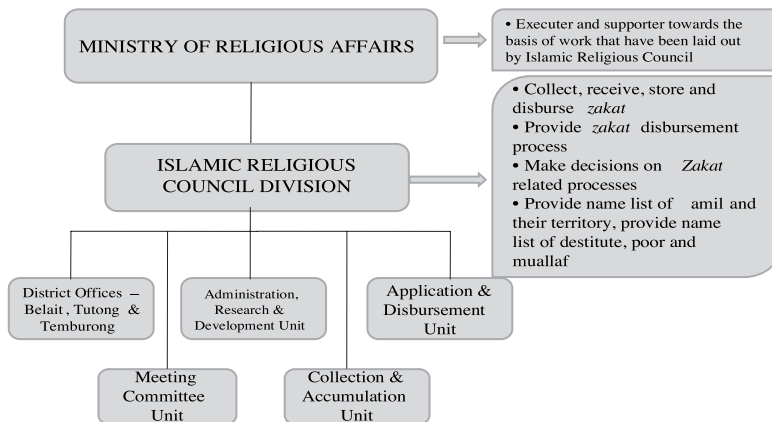 MINISTRY OF RELIGIOUS AFFAIRS
• Executer and supporter towards the
basis of work that have been laid out
by Islamic Religious Council
ISLAMIC RELIGIOUS
COUNCIL DIVISION
• Collect, receive, store and
disburse zakat
• Provide zakat disbursement
process
• Make decisions on Zakat
related processes
• Provide name list of amil and
their territory, provide name
list of destitute, poor and
muallaf
District Offices –
Belait, Tutong &
Temburong
Administration,
Research &
Development Unit
Application &
Disbursement
Unit
Meeting
Committee
Unit
Collection &
Accumulation
Unit